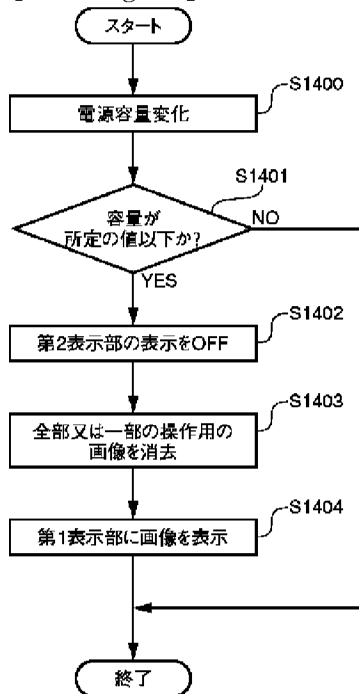 スタート
S1400
電源容量変化
S1401
容量が
所定の値以下か?
NO
YES
S1402
第2表示部の表示をOFF
S1403
全部又は一部の操作用の
画像を消去
S1404
第1表示部に画像を表示
終了